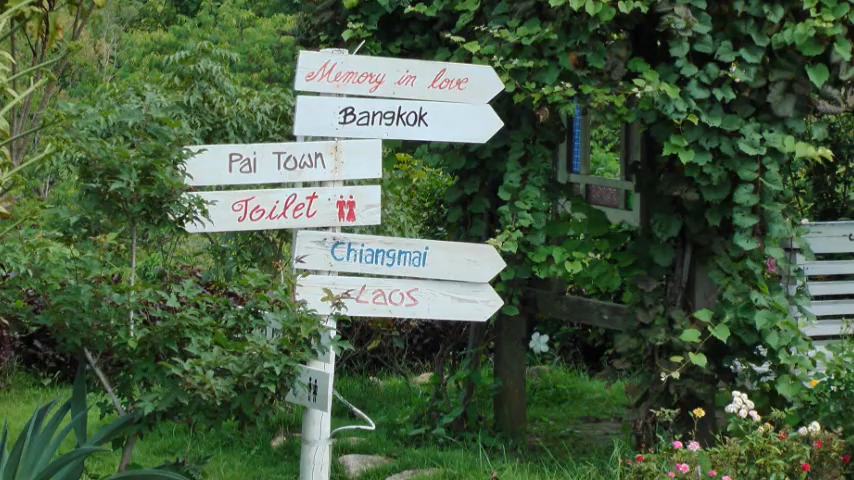 Memory in love
Bangkok
Pai Town
Toilet
Chiangmai
LAOS